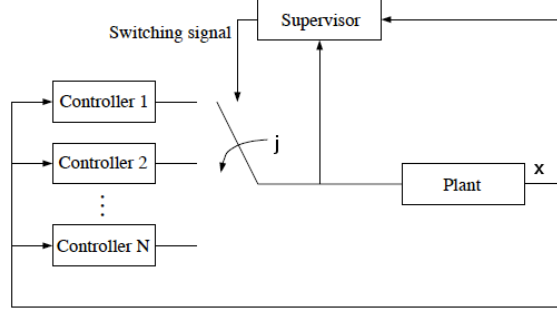 Supervisor
Switching signal
Controller 1
j
Controller 2
x
Plant
Controller N